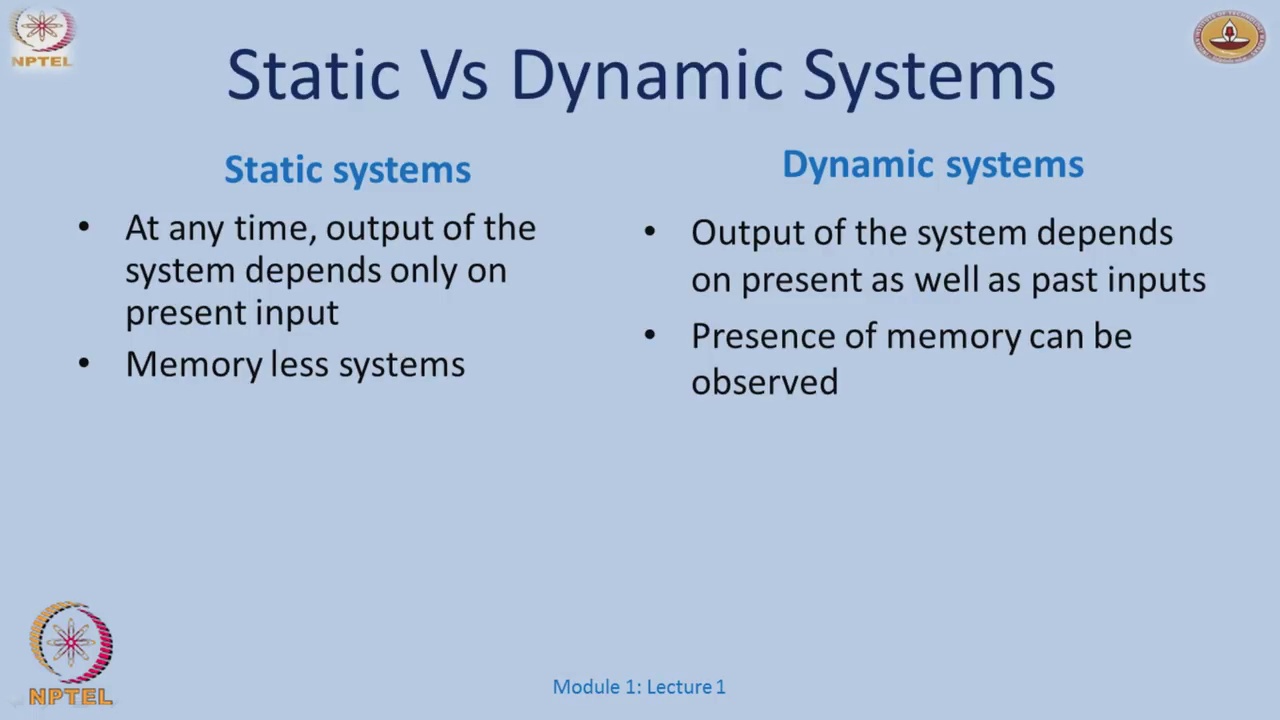 NPTEL
Static Vs Dynamic Systems
Static systems
• At any time, output of the
system depends only on
present input
• Memory less systems
Dynamic systems
• Output of the system depends
on present as well as past inputs
• Presence of memory can be
observed
NPTEL
Module 1: Lecture 1